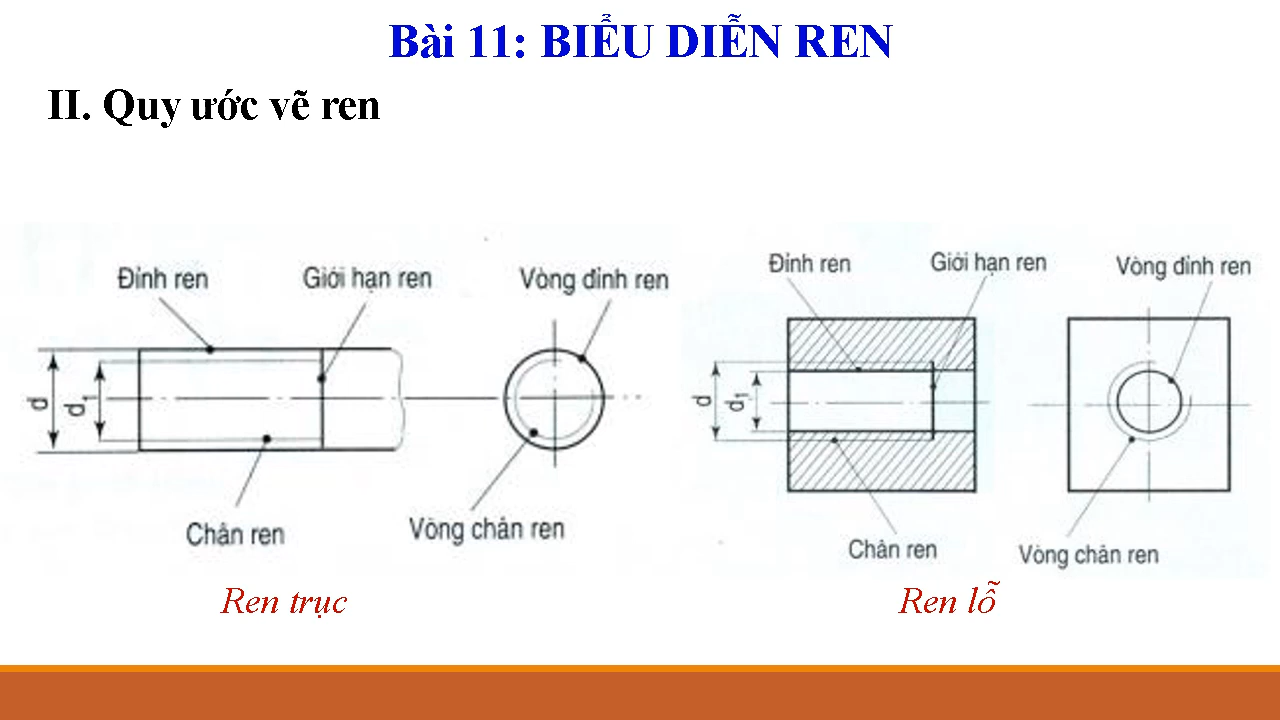 Bài 11: BIỂU DIỄN REN
II. Quy ước vẽ ren
Đỉnh ren
Giới hạn ren
Vòng đỉnh ren
d
d1
Chân ren
Vòng chân ren
Ren trục
Đỉnh ren
Giới hạn ren
Vòng đỉnh ren
d
d1
Chân ren
Vòng chân ren
Ren lỗ